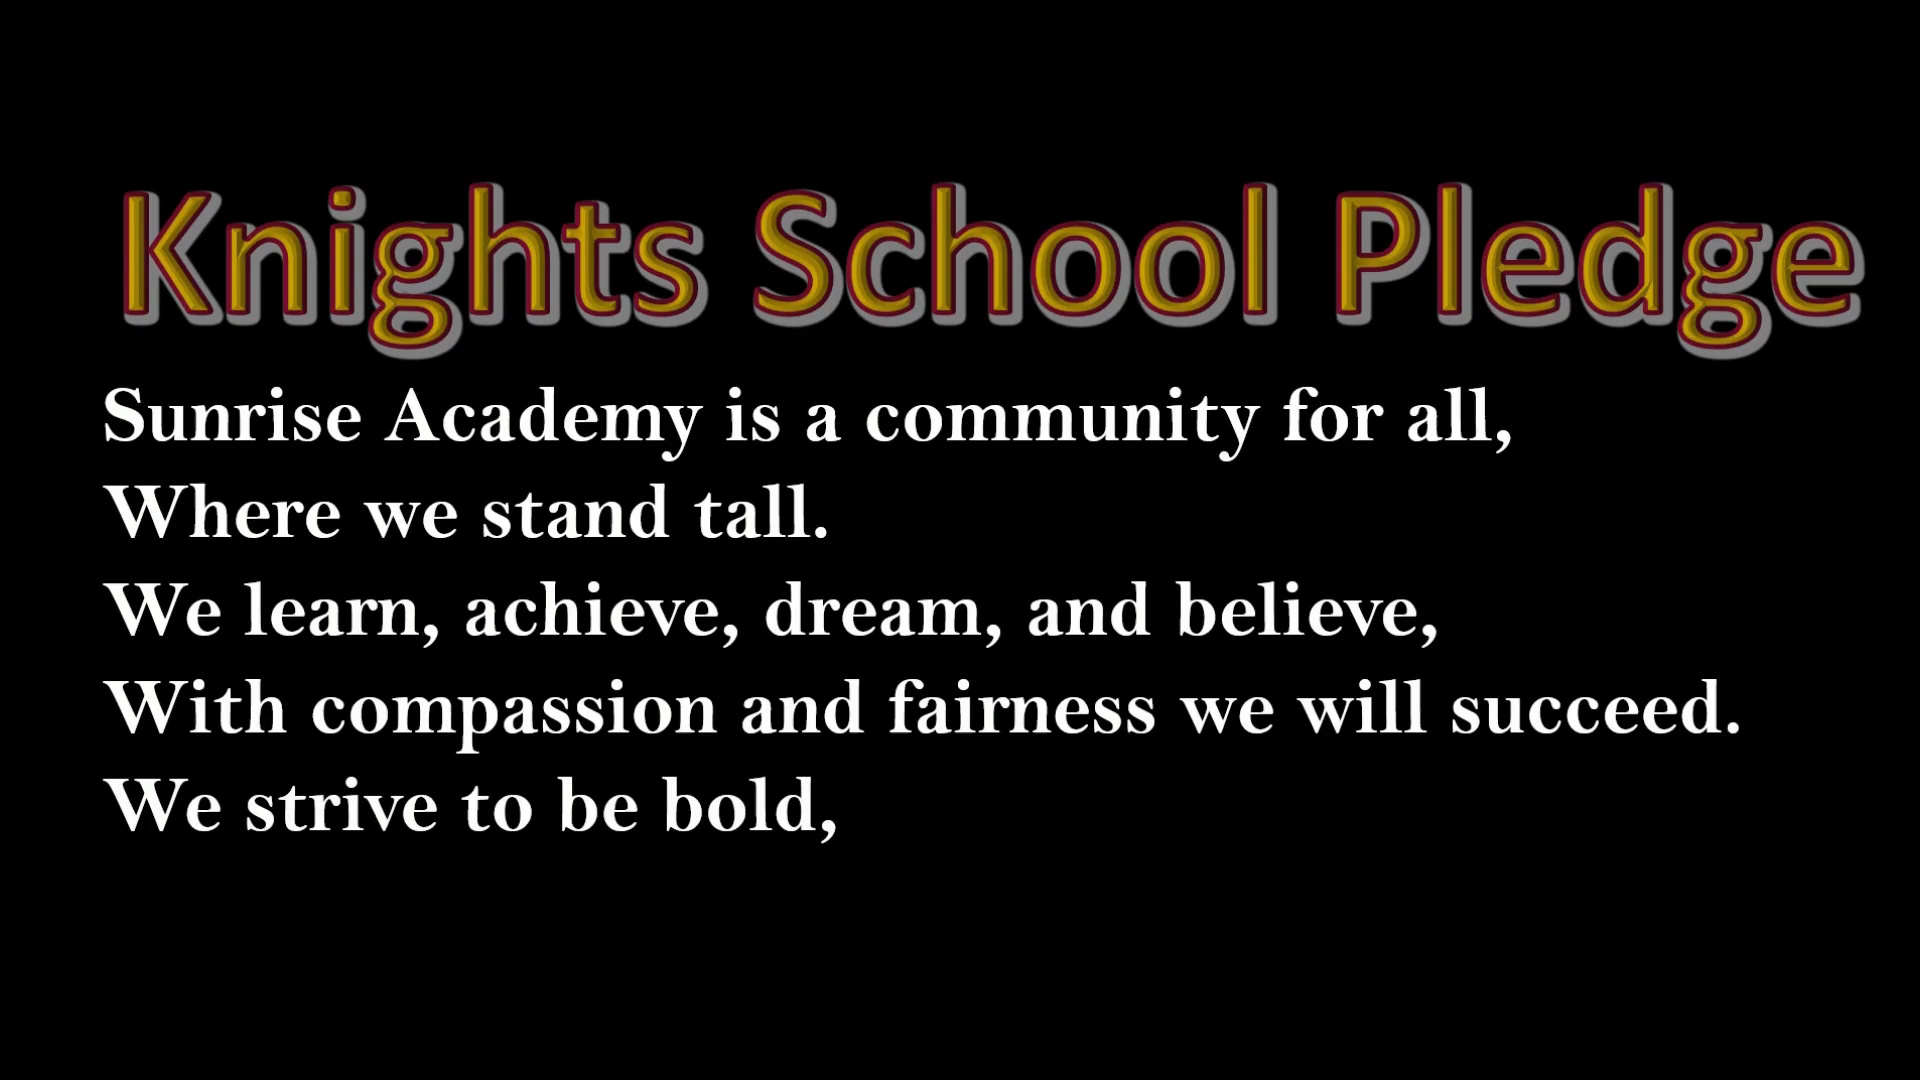 Knights School Pledge
Sunrise Academy is a community for all,
Where we stand tall.
We learn, achieve, dream, and believe,
With compassion and fairness we will succeed.
We strive to be bold,